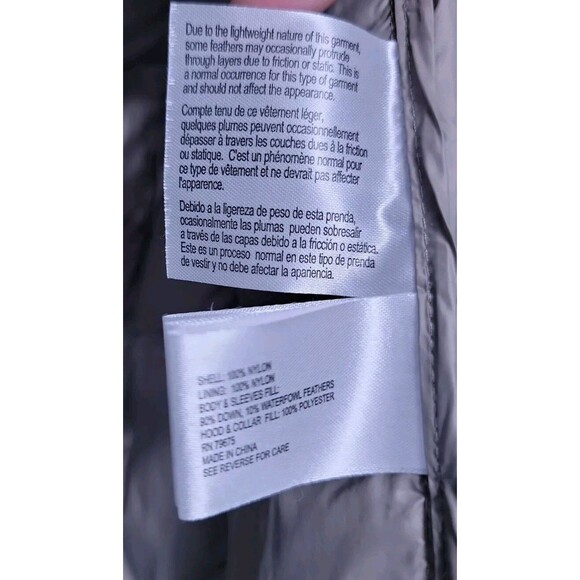 Due to the lightweight nature of this garment,
some feathers may occasionally protrude
through layers due to friction or static. This is
a normal occurrence for this type of garment
and should not affect the appearance.
Compte tenu de ce vêtement léger,
quelques plumes peuvent occasionnellement
dépasser à travers les couches dues à la friction
ou statique. C'est un phénomène normal pour
ce type de vêtement et ne devrait pas affecter
l'apparence.
Debido a la ligereza de peso de esta prenda,
ocasionalmente las plumas pueden sobresalir
a través de las capas debido a la fricción o estática.
Este es un proceso normal en este tipo de prenda
de vestir y no debe afectar la apariencia.
SHELL: 100% NYLON
LINING: 100% NYLON
BODY & SLEEVES FILL:
90% DOWN, 10% WATERFOWL FEATHERS
HOOD & COLLAR FILL: 100% POLYESTER
RN 79675
MADE IN CHINA
SEE REVERSE FOR CARE